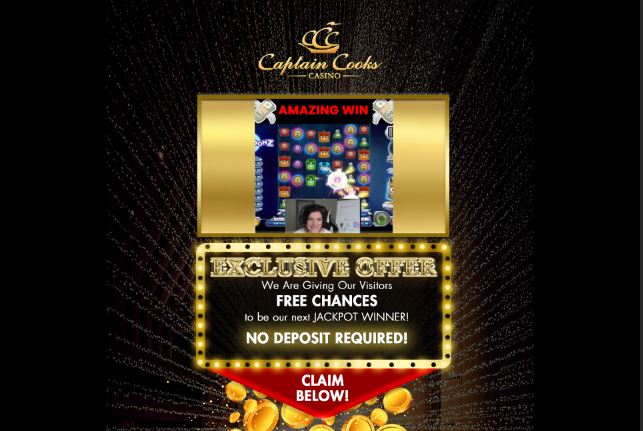 Captain Cooks
CASINO
AMAZING WIN
EXCLUSIVE OFFER
We Are Giving Our Visitors
FREE CHANCES
to be our next JACKPOT WINNER!
NO DEPOSIT REQUIRED!
CLAIM
BELOW!